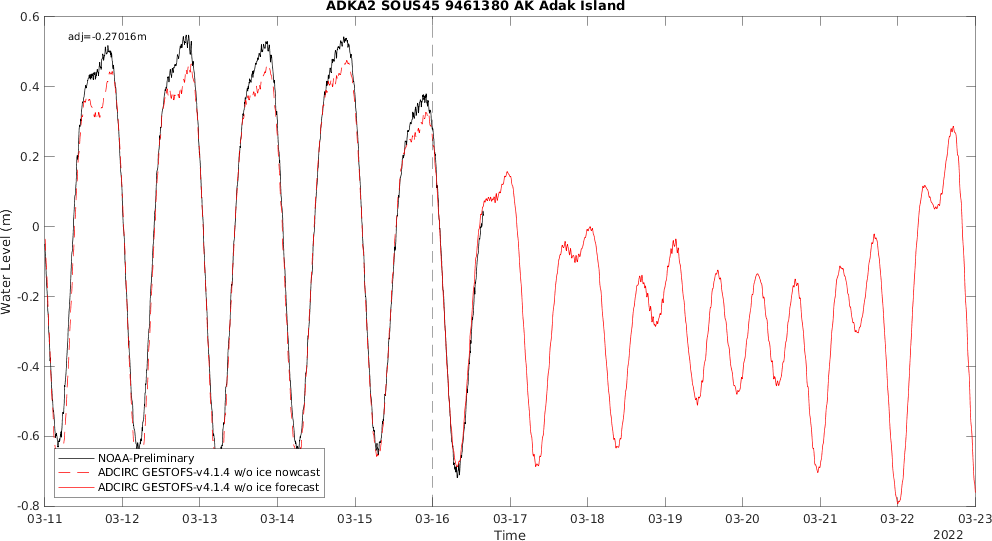 ADKA2 SOUS45 9461380 AK Adak Island
adj=-0.27016m
0.6
0.4
0.2
0
-0.2
-0.4
-0.6
-0.8
Water Level (m)
NOAA-Preliminary
ADCIRC GESTOFS-v4.1.4 w/o ice nowcast
ADCIRC GESTOFS-v4.1.4 w/o ice forecast
03-11 03-12 03-13 03-14 03-15 03-16 03-17 03-18 03-19 03-20 03-21 03-22 03-23
Time
2022